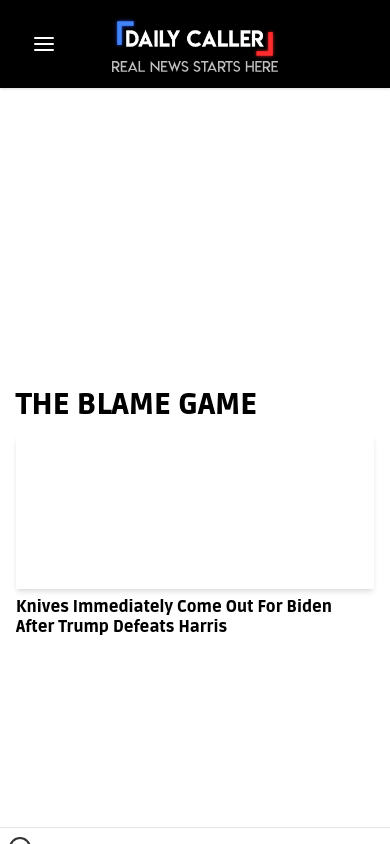 DAILY CALLER
REAL NEWS STARTS HERE
THE BLAME GAME
Knives Immediately Come Out For Biden
After Trump Defeats Harris